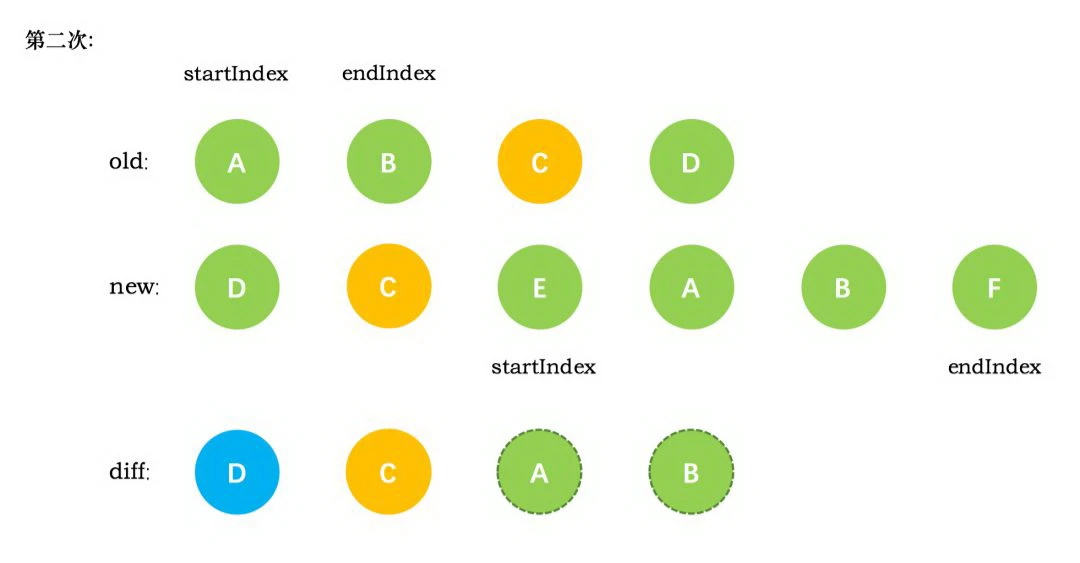 第二次:
startIndex endIndex
old: A B C D
new: D C E A B F
startIndex endIndex
diff: D C A B